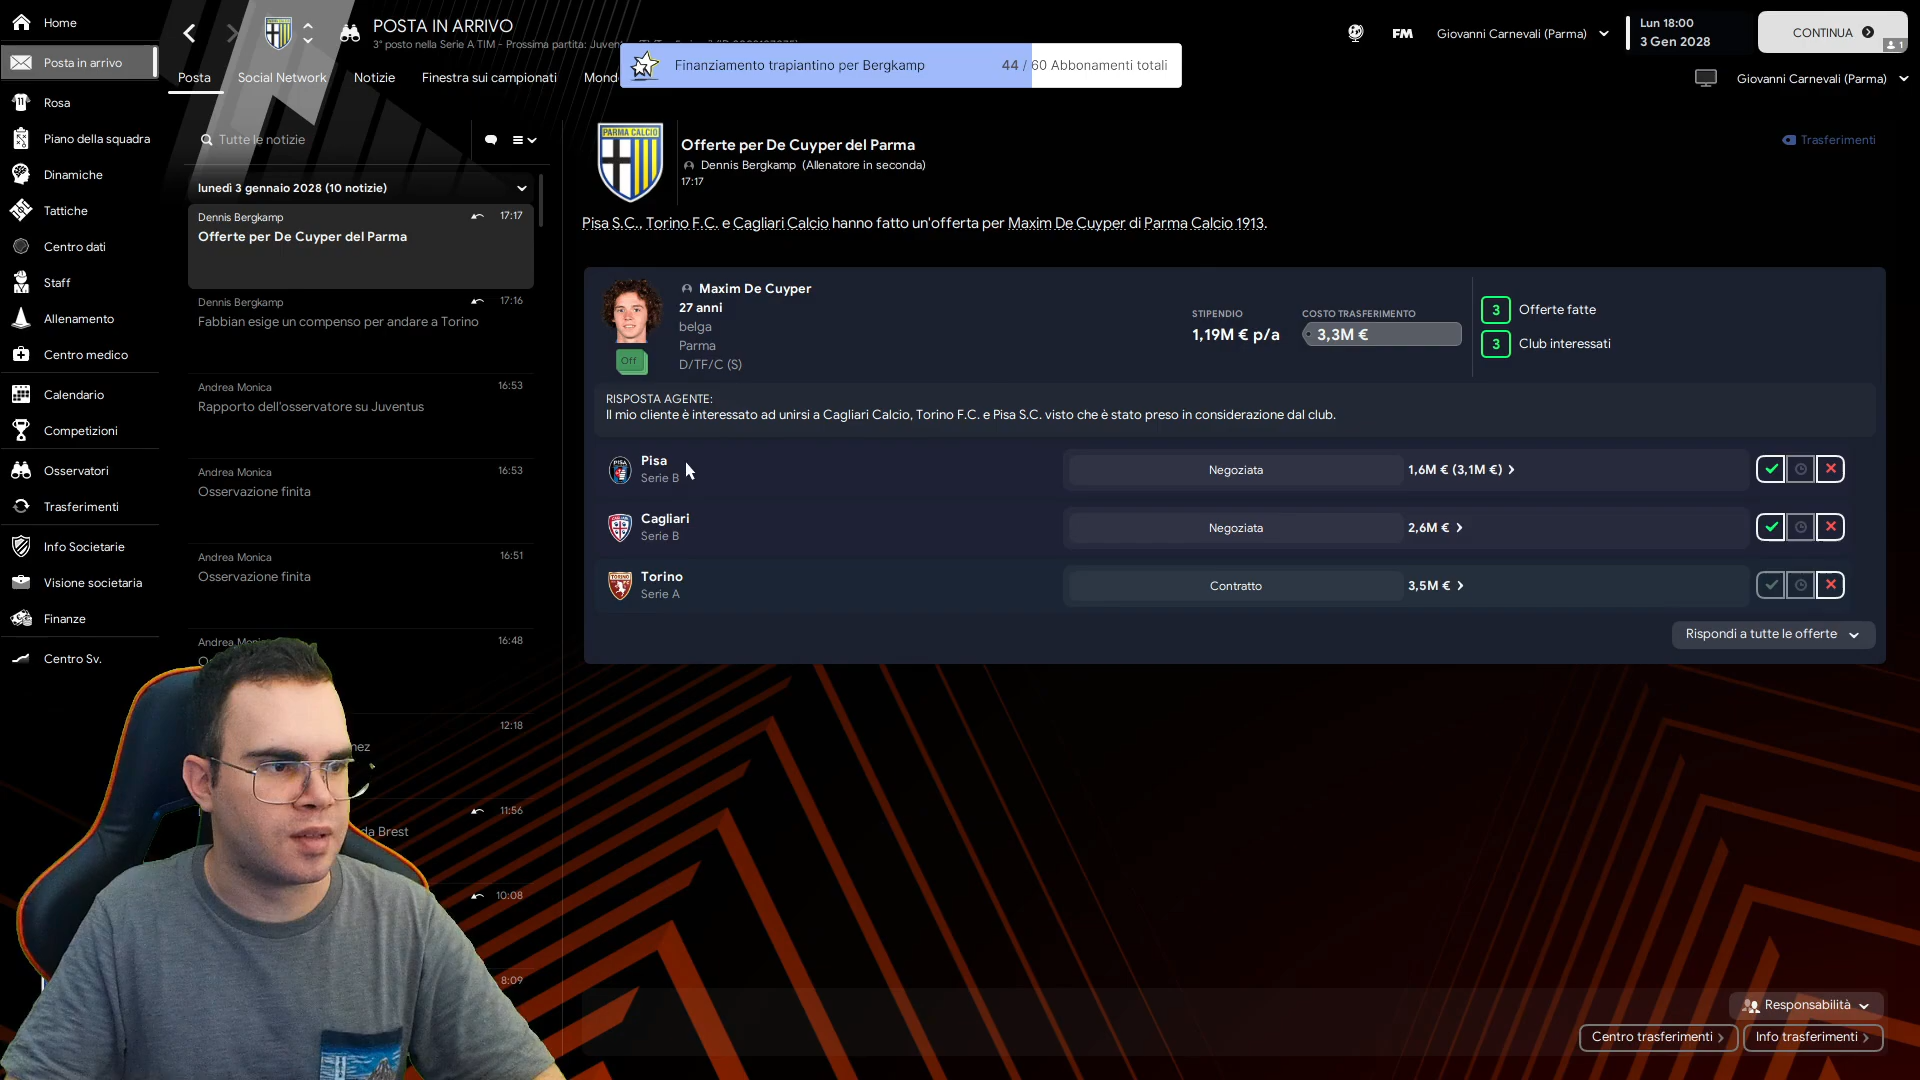 Home
Posta in arrivo
Rosa
Piano della squadra
Dinamiche
Tattiche
Centro dati
Staff
Allenamento
Centro medico
Calendario
Competizioni
Osservatori
Trasferimenti
Info Societarie
Visione societaria
Finanze
Centro Sv.
POSTA IN ARRIVO
3° posto nella Serie A TIM - Prossima partita:
Posta
Social Network
Notizie
Finestra sui campionati
Finanziamento trapiantino per Bergkamp
44 / 60 Abbonamenti totali
FM
Giovanni Carnevali (Parma)
Lun 18:00
3 Gen 2028
CONTINUA
1
Giovanni Carnevali (Parma)
Tutte le notizie
lunedì 3 gennaio 2028 (10 notizie)
Dennis Bergkamp
17:17
Offerte per De Cuyper del Parma
Dennis Bergkamp
17:16
Fabbian esige un compenso per andare a Torino
Andrea Monica
16:53
Rapporto dell'osservatore su Juventus
Andrea Monica
16:53
Osservazione finita
Andrea Monica
16:51
Osservazione finita
Andrea
16:48
12:18
11:56
da Brest
10:08
8:09
PARMA CALCIO
Offerte per De Cuyper del Parma
Dennis Bergkamp (Allenatore in seconda)
17:17
Trasferimenti
Pisa S.C., Torino F.C. e Cagliari Calcio hanno fatto un'offerta per Maxim De Cuyper di Parma Calcio 1913.
Maxim De Cuyper
27 anni
belga
Parma
D/TF/C (S)
Off
STIPENDIO
1,19M € p/a
COSTO TRASFERIMENTO
3,3M €
3 Offerte fatte
3 Club interessati
RISPOSTA AGENTE:
Il mio cliente è interessato ad unirsi a Cagliari Calcio, Torino F.C. e Pisa S.C. visto che è stato preso in considerazione dal club.
Pisa
Serie B
Negoziata
1,6M € (3,1M €)
Cagliari
Serie B
Negoziata
2,6M €
Torino
Serie A
Contratto
3,5M €
Rispondi a tutte le offerte
Responsabilità
Centro trasferimenti
Info trasferimenti